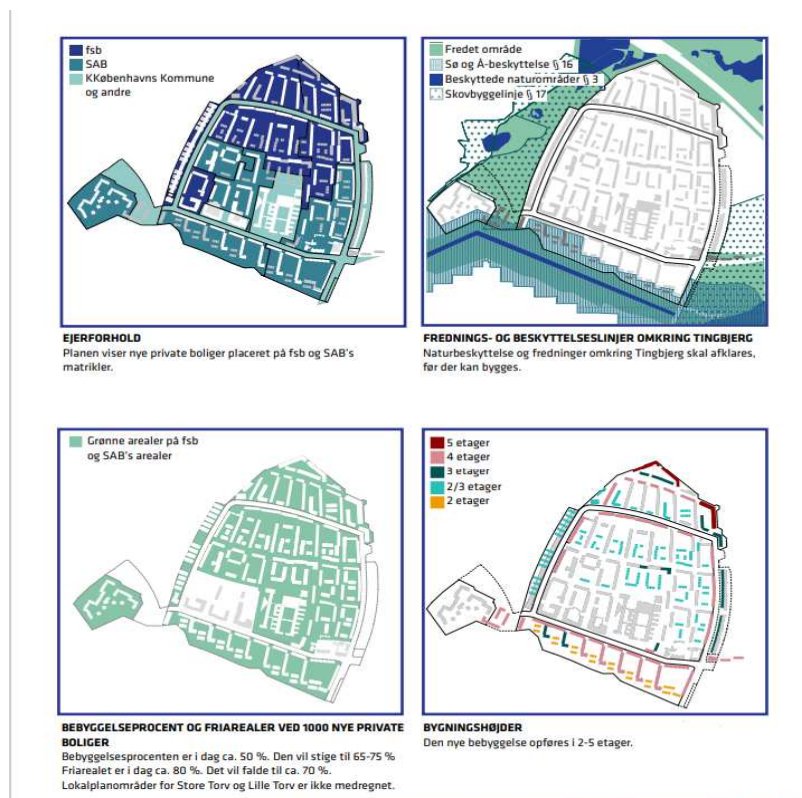 fsb
SAB
KKøbenhavns Kommune
og andre
EJERFORHOLD
Planen viser nye private boliger placeret på fsb og SAB's
matrikler.
Fredet område
Sø og Å-beskyttelse § 16
Beskyttede naturområder § 3
Skovbyggelinje § 17
FREDNINGS- OG BESKYTTELSESLINJER OMKRING TINGBJERG
Naturbeskyttelse og fredninger omkring Tingbjerg skal afklares,
før der kan bygges.
Grønne arealer på fsb
og SAB's arealer
BEBYGGELSEPROCENT OG FRIAREALER VED 1000 NYE PRIVATE
BOLIGER
Bebyggelsesprocenten er i dag ca. 50 %. Den vil stige til 65-75 %
Friarealet er i dag ca. 80 %. Det vil falde til ca. 70 %.
Lokalplanområder for Store Torv og Lille Torv er ikke medregnet.
5 etager
4 etager
3 etager
2/3 etager
2 etager
BYGNINGSHØJDER
Den nye bebyggelse opføres i 2-5 etager.